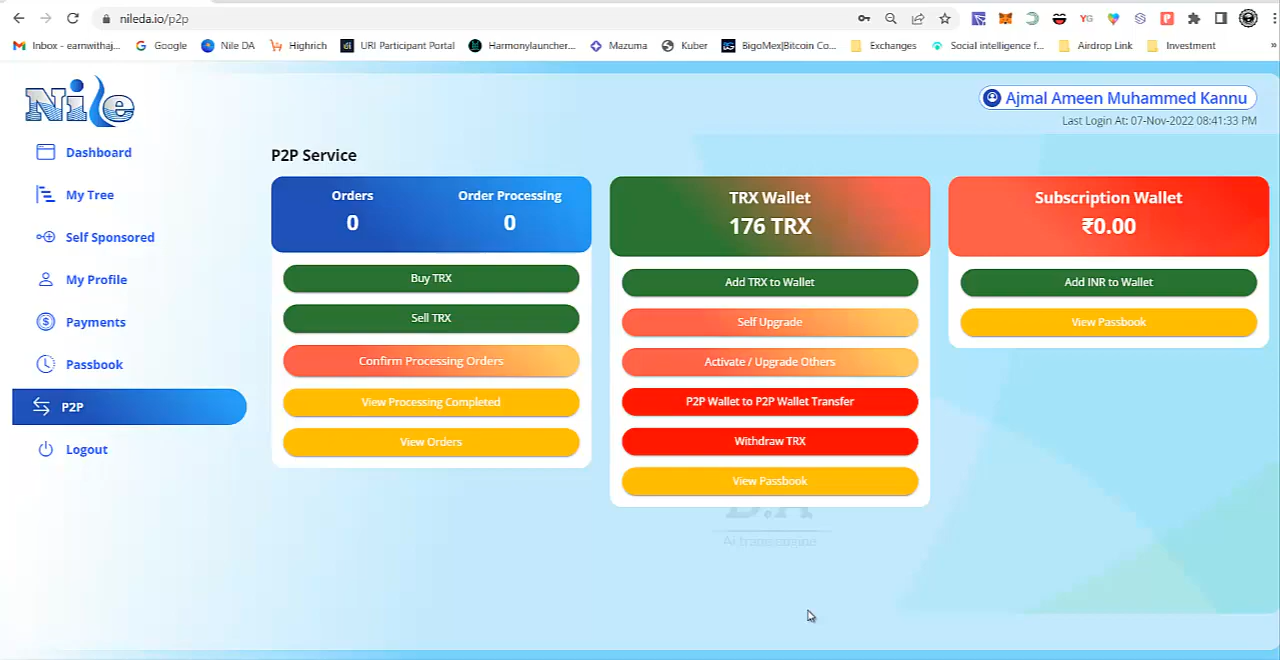 nileda.io/p2p
Inbox - earnwithaj...
Google
Nile DA
Highrich
URI Participant Portal
Harmonylauncher...
Mazuma
Kuber
BigoMex|Bitcoin Co...
Exchanges
Social intelligence f...
Airdrop Link
Investment
»
Nile
Ajmal Ameen Muhammed Kannu
Last Login At: 07-Nov-2022 08:41:33 PM
Dashboard
My Tree
Self Sponsored
My Profile
Payments
Passbook
P2P
Logout
P2P Service
Orders Order Processing
0 0
Buy TRX
Sell TRX
Confirm Processing Orders
View Processing Completed
View Orders
TRX Wallet
176 TRX
Add TRX to Wallet
Self Upgrade
Activate / Upgrade Others
P2P Wallet to P2P Wallet Transfer
Withdraw TRX
View Passbook
Subscription Wallet
₹0.00
Add INR to Wallet
View Passbook
D.A